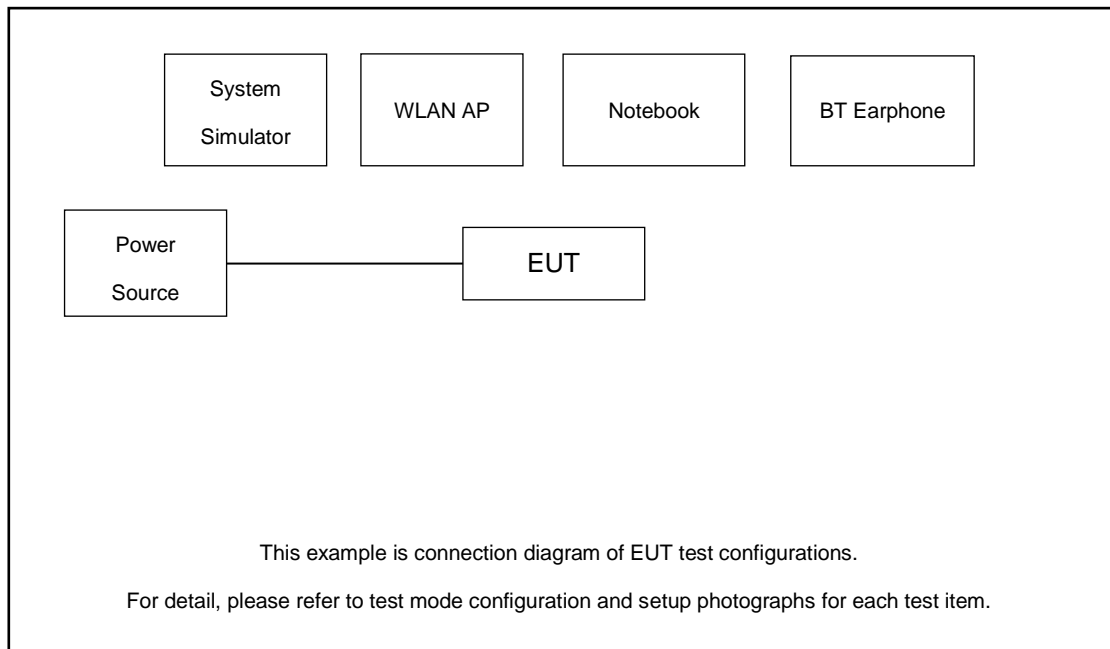 System
Simulator
WLAN AP
Notebook
BT Earphone
Power
Source
EUT
This example is connection diagram of EUT test configurations.
For detail, please refer to test mode configuration and setup photographs for each test item.